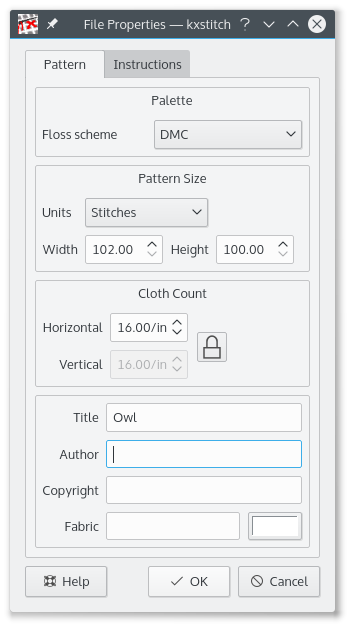 File Properties — kxstitch
Pattern Instructions
Palette
Floss scheme DMC
Pattern Size
Units Stitches
Width 102.00 Height 100.00
Cloth Count
Horizontal 16.00/in
Vertical 16.00/in
Title Owl
Author
Copyright
Fabric
Help OK Cancel